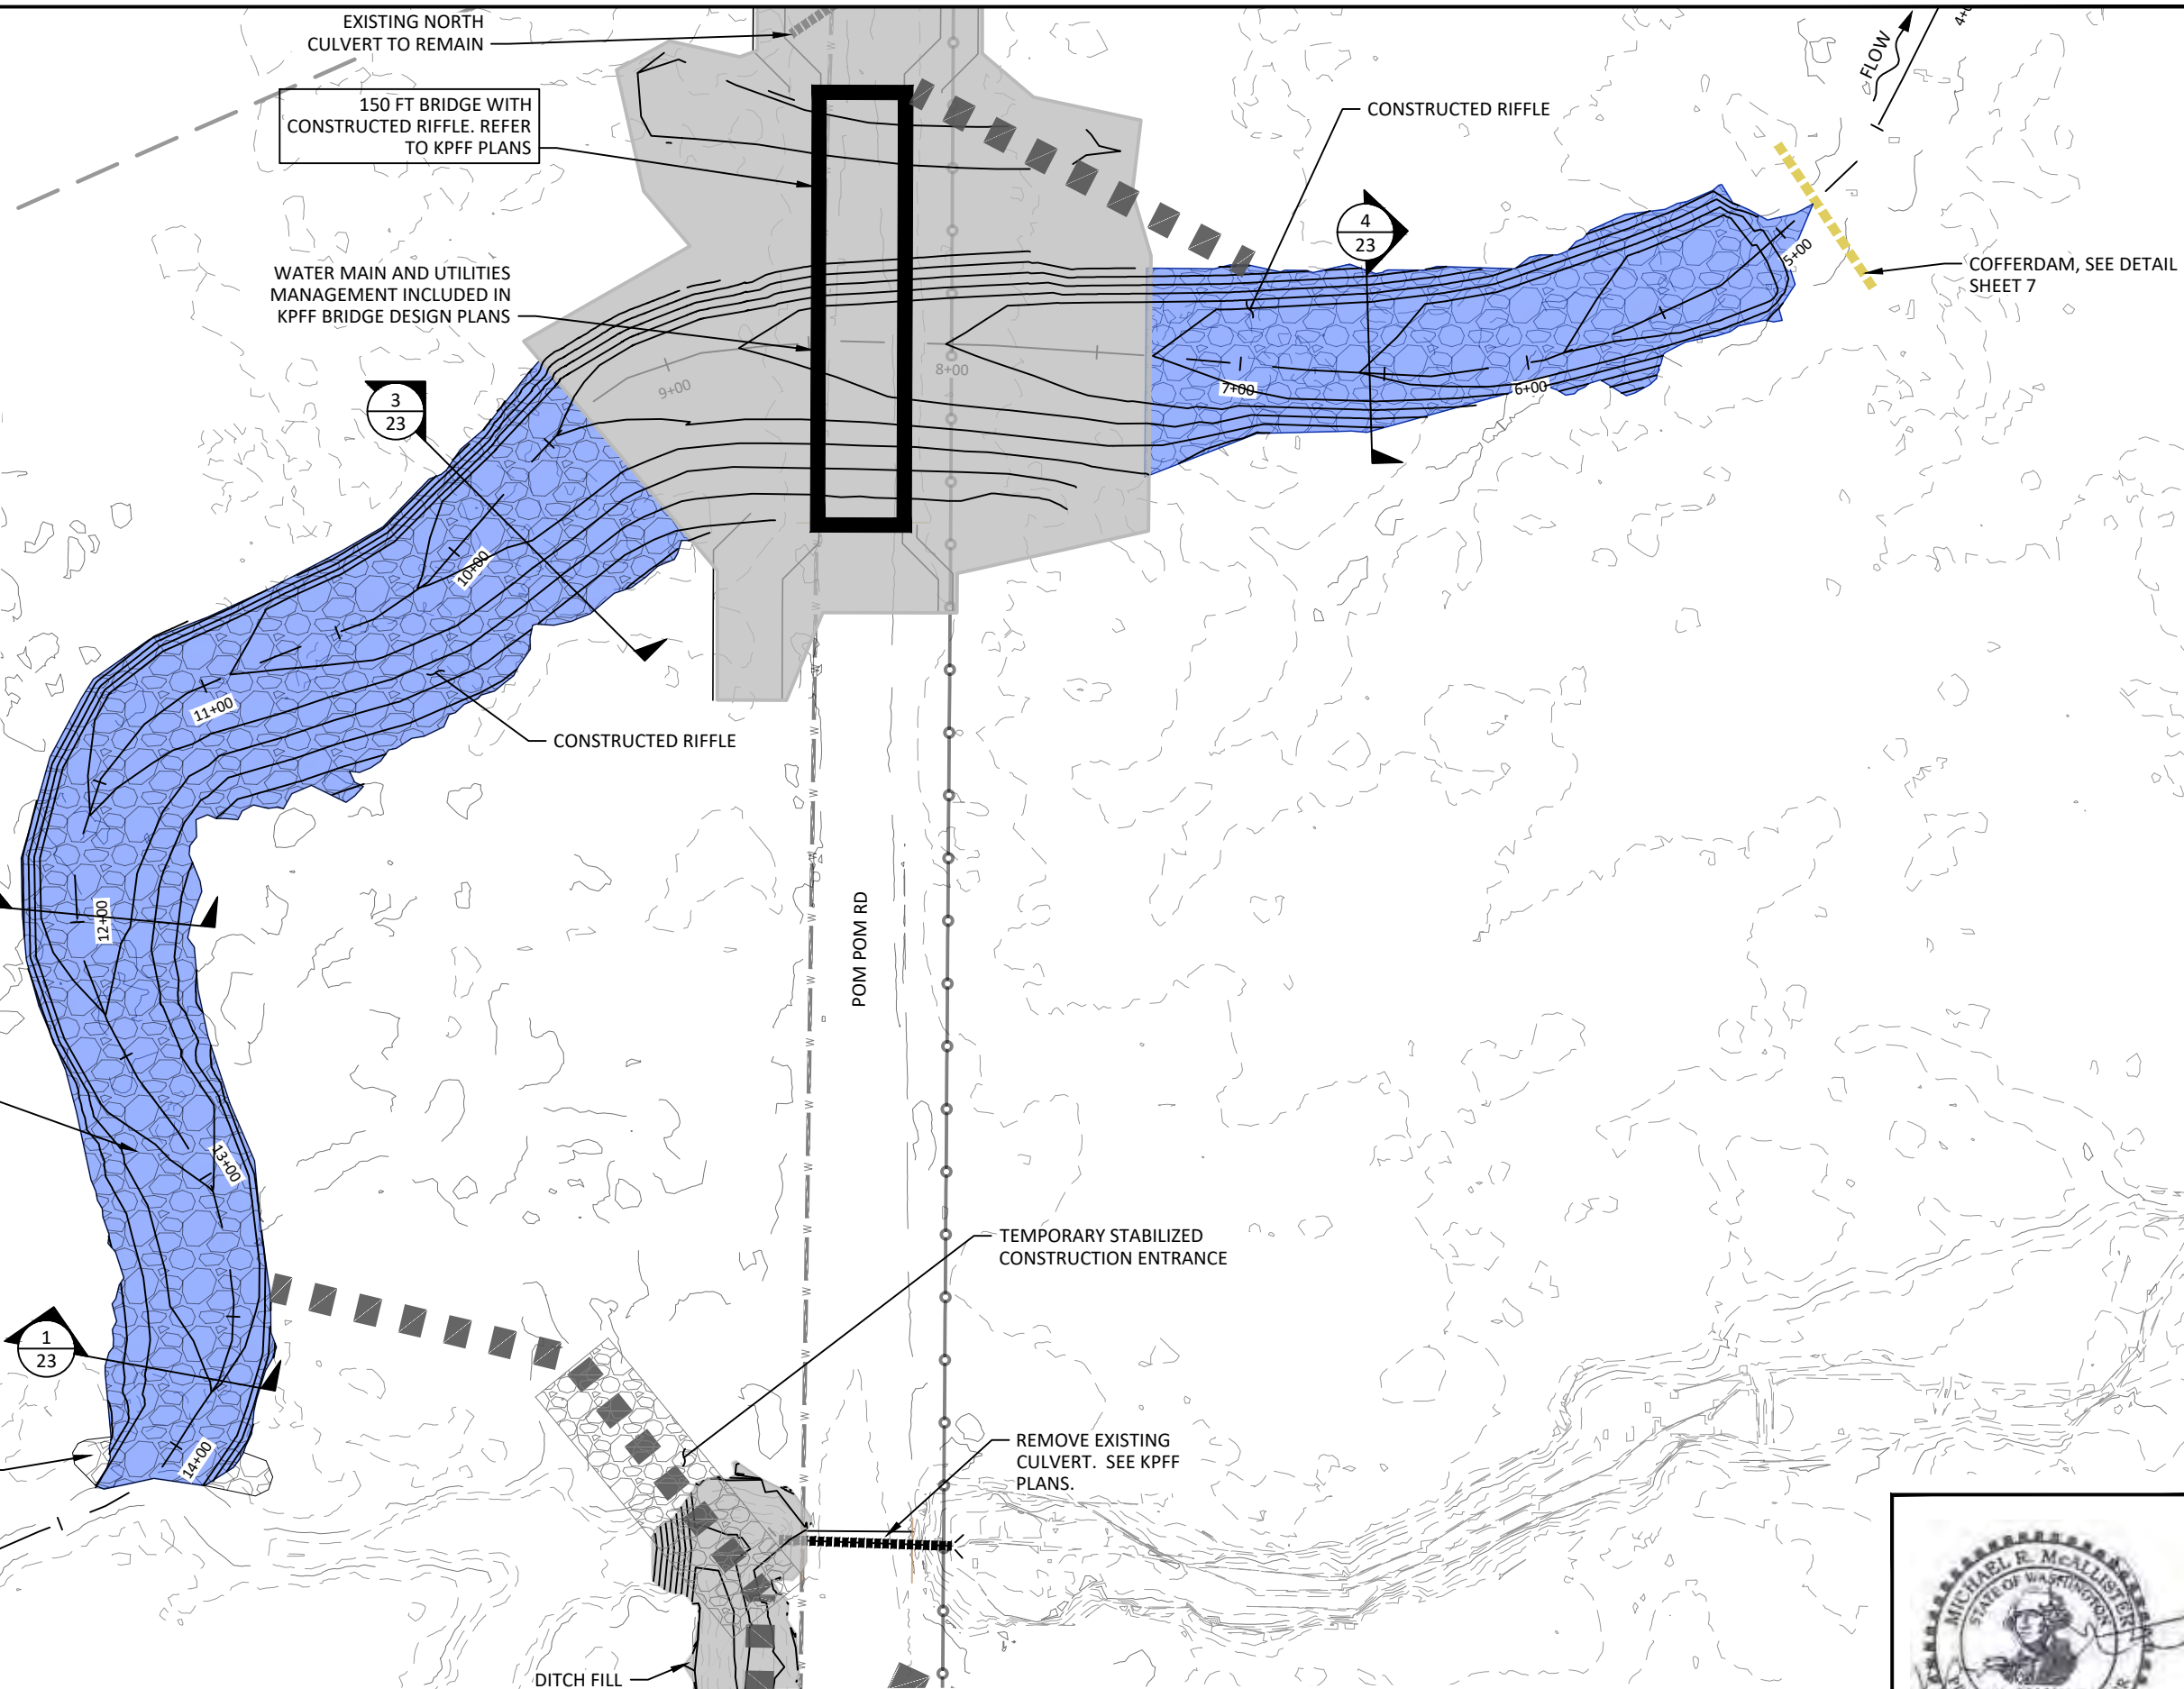 EXISTING NORTH
CULVERT TO REMAIN
150 FT BRIDGE WITH
CONSTRUCTED RIFFLE. REFER
TO KPFF PLANS
WATER MAIN AND UTILITIES
MANAGEMENT INCLUDED IN
KPFF BRIDGE DESIGN PLANS
CONSTRUCTED RIFFLE
FLOW
COFFERDAM, SEE DETAIL
SHEET 7
4
23
3
23
5+00
6+00
7+00
8+00
9+00
10+00
11+00
12+00
13+00
14+00
CONSTRUCTED RIFFLE
POM POM RD
TEMPORARY STABILIZED
CONSTRUCTION ENTRANCE
1
23
REMOVE EXISTING
CULVERT. SEE KPFF
PLANS.
DITCH FILL
MICHAEL R. McALLISTER
STATE OF WASHINGTON